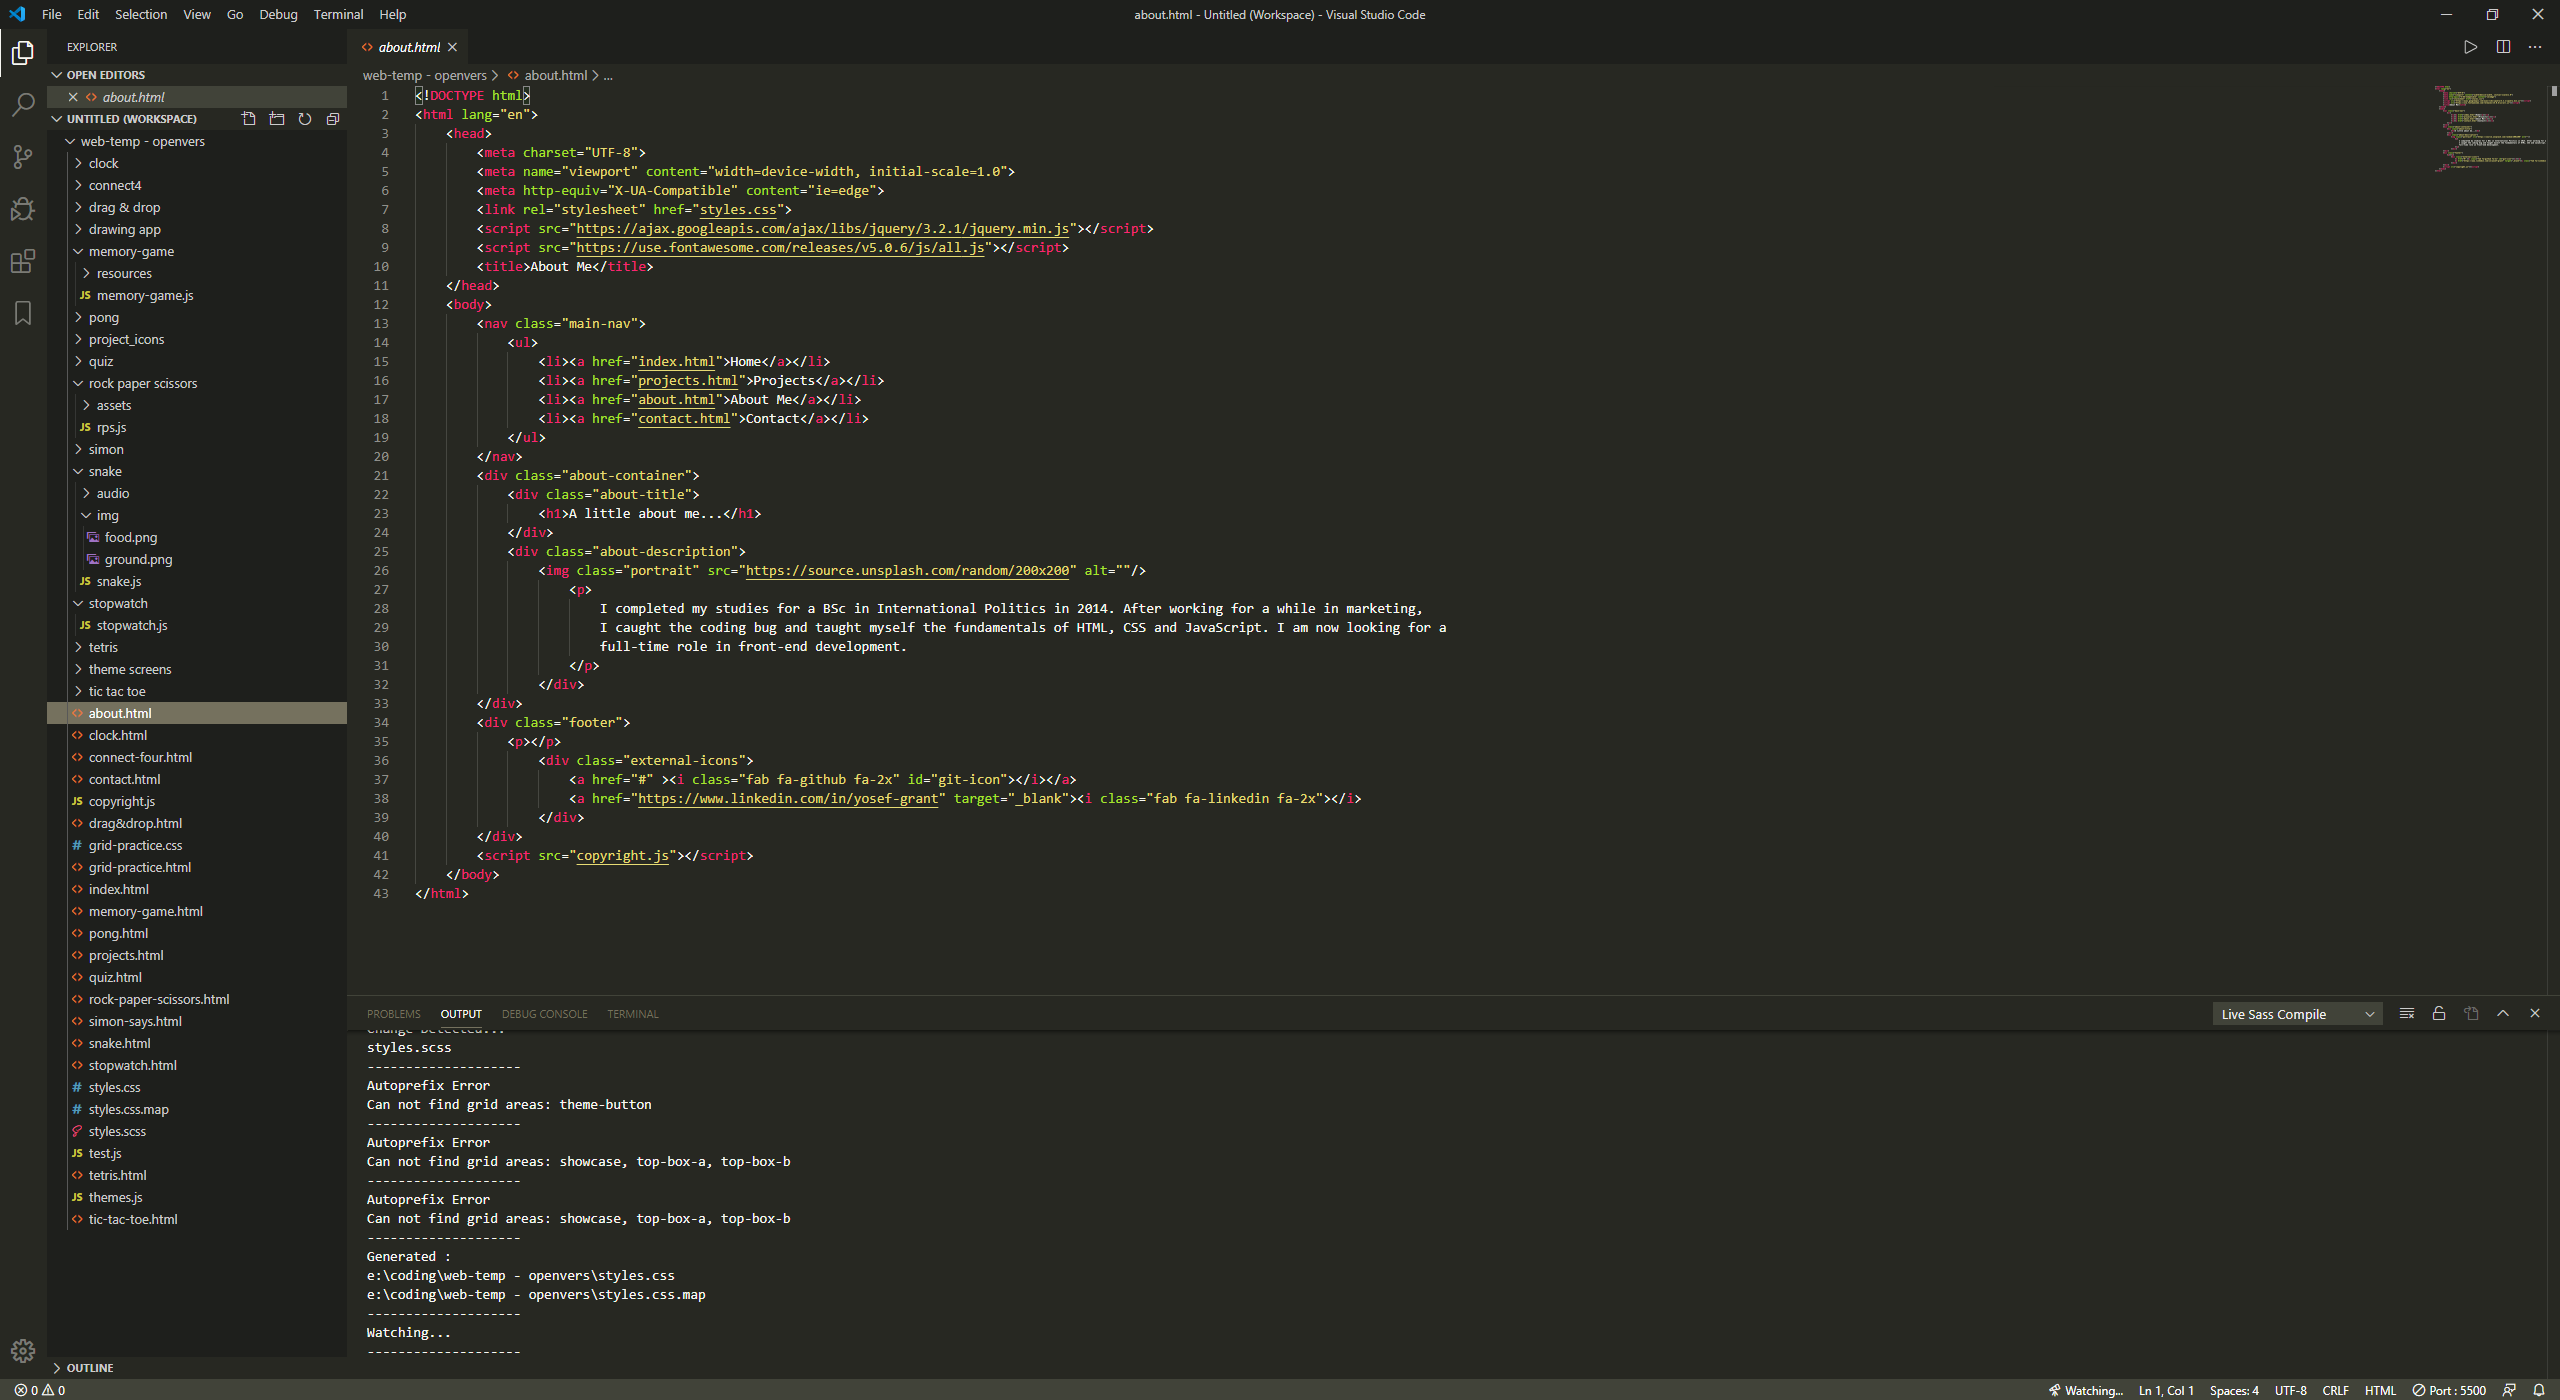 File Edit Selection View Go Debug Terminal Help
about.html - Untitled (Workspace) - Visual Studio Code
EXPLORER
OPEN EDITORS
about.html
UNTITLED (WORKSPACE)
web-temp - openvers
clock
connect4
drag & drop
drawing app
memory-game
resources
JS memory-game.js
pong
project_icons
quiz
rock paper scissors
assets
JS rps.js
simon
snake
audio
img
food.png
ground.png
JS snake.js
stopwatch
JS stopwatch.js
tetris
theme screens
tic tac toe
about.html
clock.html
connect-four.html
contact.html
JS copyright.js
drag&drop.html
# grid-practice.css
grid-practice.html
index.html
memory-game.html
pong.html
projects.html
quiz.html
rock-paper-scissors.html
simon-says.html
snake.html
stopwatch.html
# styles.css
# styles.css.map
styles.scss
JS test.js
tetris.html
JS themes.js
tic-tac-toe.html
OUTLINE
about.html
web-temp - openvers > about.html > ...
1 <!DOCTYPE html>
2 <html lang="en">
3 <head>
4 <meta charset="UTF-8">
5 <meta name="viewport" content="width=device-width, initial-scale=1.0">
6 <meta http-equiv="X-UA-Compatible" content="ie=edge">
7 <link rel="stylesheet" href="styles.css">
8 <script src="https://ajax.googleapis.com/ajax/libs/jquery/3.2.1/jquery.min.js"></script>
9 <script src="https://use.fontawesome.com/releases/v5.0.6/js/all.js"></script>
10 <title>About Me</title>
11 </head>
12 <body>
13 <nav class="main-nav">
14 <ul>
15 <li><a href="index.html">Home</a></li>
16 <li><a href="projects.html">Projects</a></li>
17 <li><a href="about.html">About Me</a></li>
18 <li><a href="contact.html">Contact</a></li>
19 </ul>
20 </nav>
21 <div class="about-container">
22 <div class="about-title">
23 <h1>A little about me...</h1>
24 </div>
25 <div class="about-description">
26 <img class="portrait" src="https://source.unsplash.com/random/200x200" alt=""/>
27 <p>
28 I completed my studies for a BSc in International Politics in 2014. After working for a while in marketing,
29 I caught the coding bug and taught myself the fundamentals of HTML, CSS and JavaScript. I am now looking for a
30 full-time role in front-end development.
31 </p>
32 </div>
33 </div>
34 <div class="footer">
35 <p></p>
36 <div class="external-icons">
37 <a href="#" ><i class="fab fa-github fa-2x" id="git-icon"></i></a>
38 <a href="https://www.linkedin.com/in/yosef-grant" target="_blank"><i class="fab fa-linkedin fa-2x"></i>
39 </div>
40 </div>
41 <script src="copyright.js"></script>
42 </body>
43 </html>
PROBLEMS OUTPUT DEBUG CONSOLE TERMINAL
Live Sass Compile
Change Detected...
styles.scss
--------------------
Autoprefix Error
Can not find grid areas: theme-button
--------------------
Autoprefix Error
Can not find grid areas: showcase, top-box-a, top-box-b
--------------------
Autoprefix Error
Can not find grid areas: showcase, top-box-a, top-box-b
--------------------
Generated :
e:\coding\web-temp - openvers\styles.css
e:\coding\web-temp - openvers\styles.css.map
--------------------
Watching...
--------------------
0 0
Watching... Ln 1, Col 1 Spaces: 4 UTF-8 CRLF HTML Port : 5500